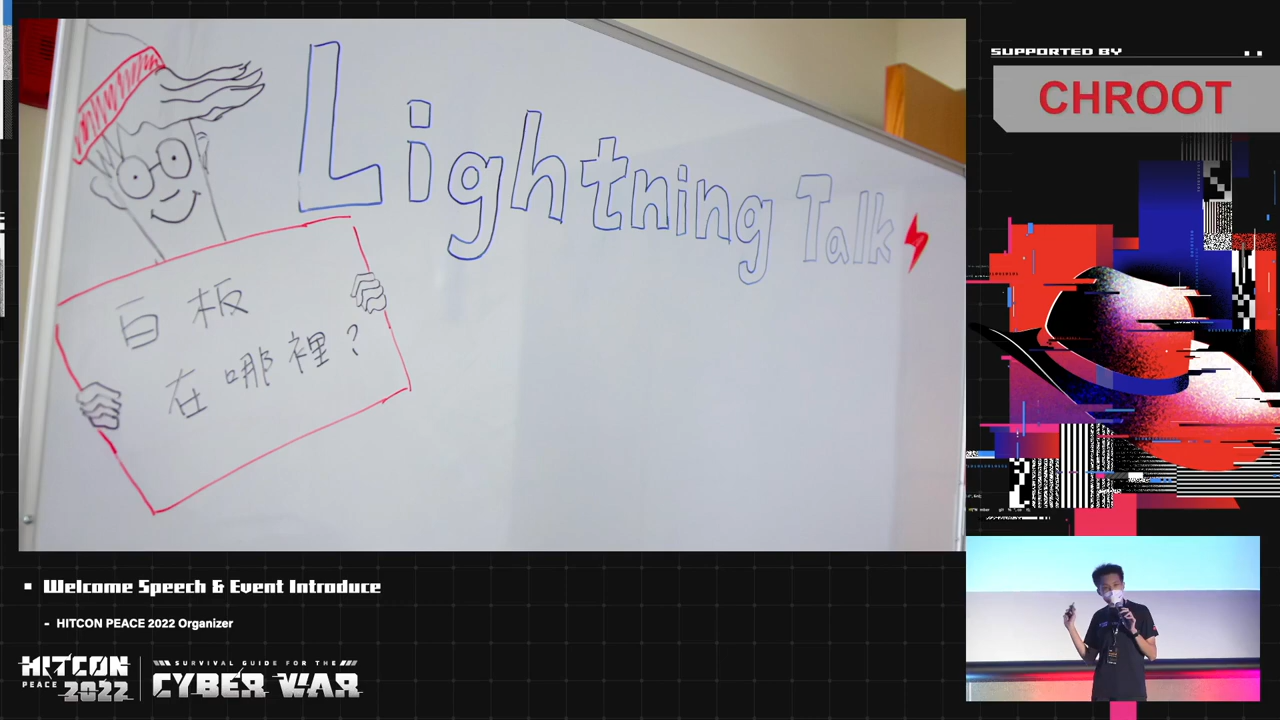 Lightning Talk
白板
在哪裡?
SUPPORTED BY
CHROOT
Welcome Speech & Event Introduce
- HITCON PEACE 2022 Organizer
HITCON
PEACE 2022
SURVIVAL GUIDE FOR THE
CYBER WAR